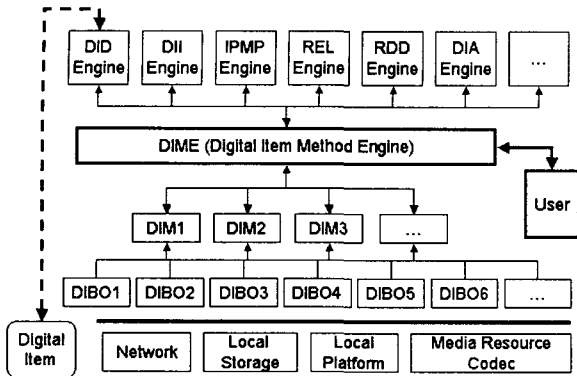 DID Engine
DII Engine
IPMP Engine
REL Engine
RDD Engine
DIA Engine
...
DIME (Digital Item Method Engine)
User
DIM1
DIM2
DIM3
...
DIBO1
DIBO2
DIBO3
DIBO4
DIBO5
DIBO6
...
Digital Item
Network
Local Storage
Local Platform
Media Resource Codec